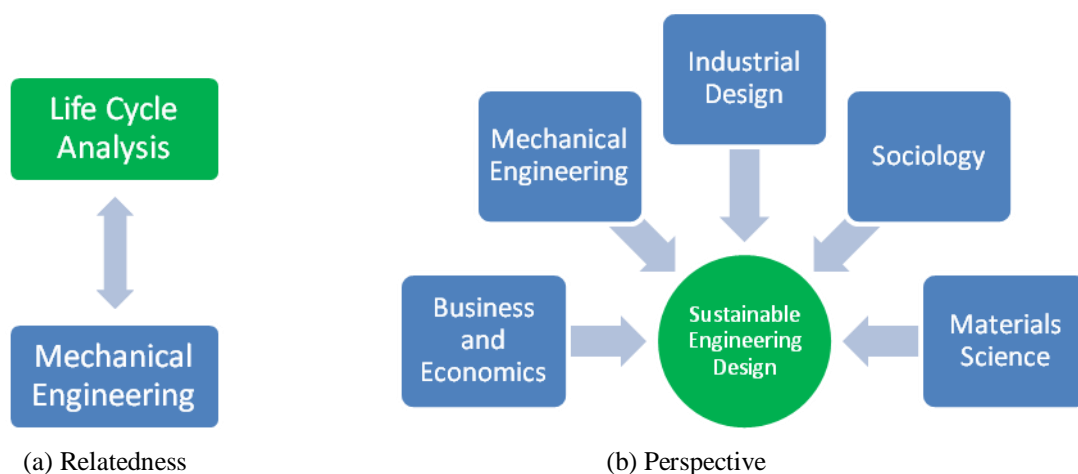 Life Cycle
Analysis
Mechanical
Engineering
(a) Relatedness
Industrial
Design
Mechanical
Engineering
Sociology
Business
and
Economics
Sustainable
Engineering
Design
Materials
Science
(b) Perspective